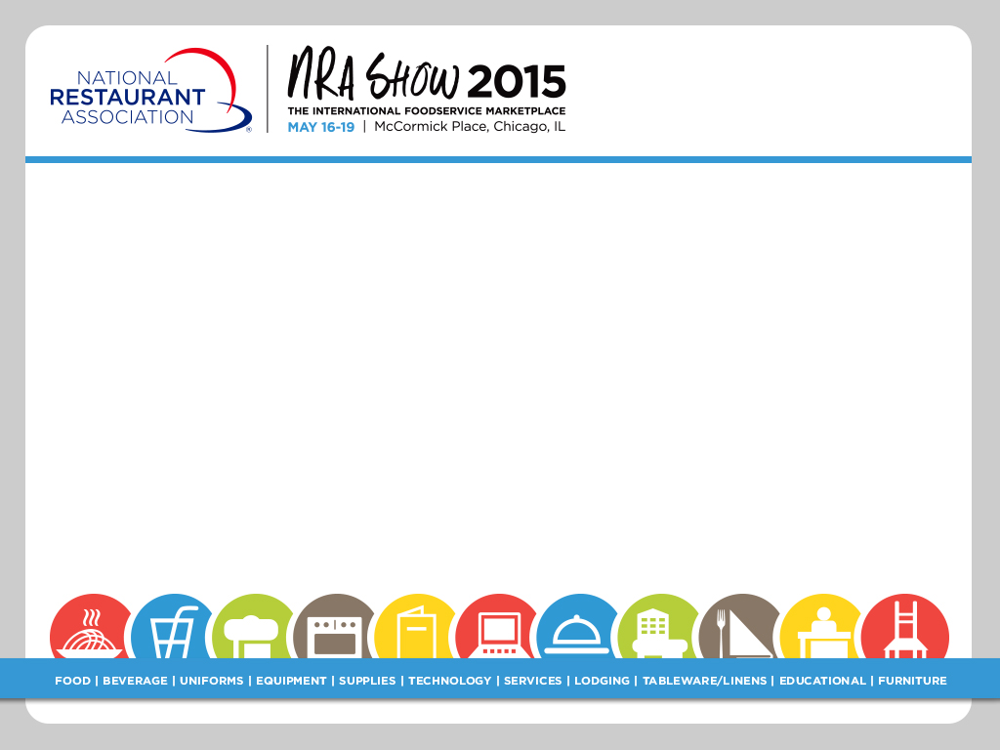 NATIONAL
RESTAURANT
ASSOCIATION®
NRA SHOW 2015
THE INTERNATIONAL FOODSERVICE MARKETPLACE
MAY 16-19 | McCormick Place, Chicago, IL
FOOD | BEVERAGE | UNIFORMS | EQUIPMENT | SUPPLIES | TECHNOLOGY | SERVICES | LODGING | TABLEWARE/LINENS | EDUCATIONAL | FURNITURE